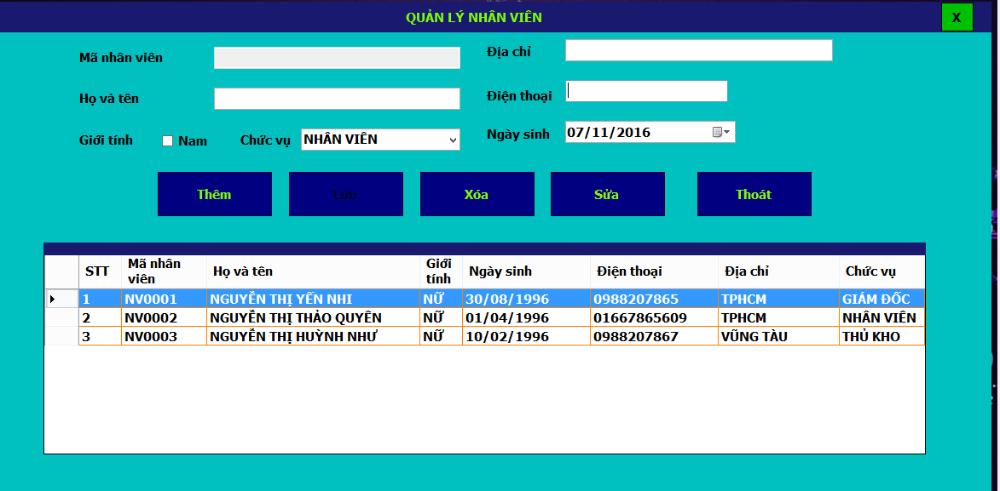 QUẢN LÝ NHÂN VIÊN
X
Mã nhân viên
Địa chỉ
Họ và tên
Điện thoại
Giới tính Nam Chức vụ NHÂN VIÊN
Ngày sinh 07/11/2016
Thêm Lưu Xóa Sửa Thoát
STT Mã nhân viên Họ và tên Giới tính Ngày sinh Điện thoại Địa chỉ Chức vụ
1 NV0001 NGUYỄN THỊ YẾN NHI NỮ 30/08/1996 0988207865 TPHCM GIÁM ĐỐC
2 NV0002 NGUYỄN THỊ THẢO QUYÊN NỮ 01/04/1996 01667865609 TPHCM NHÂN VIÊN
3 NV0003 NGUYỄN THỊ HUỲNH NHƯ NỮ 10/02/1996 0988207867 VŨNG TÀU THỦ KHO